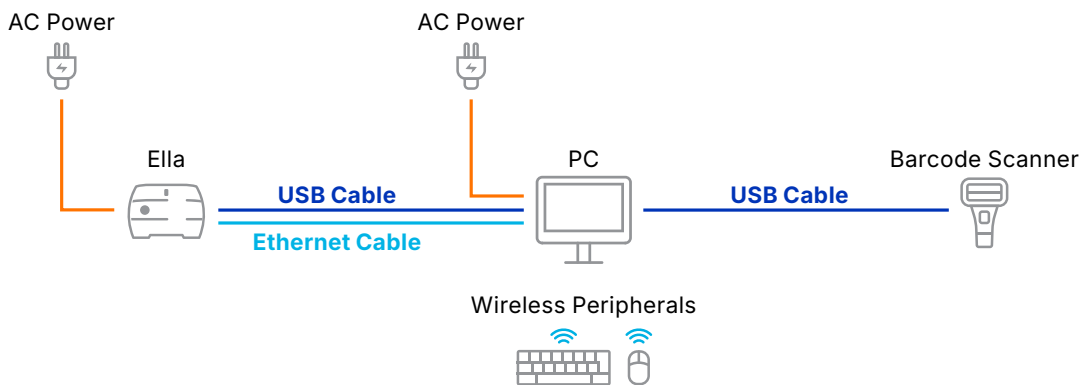 AC Power
AC Power
Ella
PC
Barcode Scanner
USB Cable
USB Cable
Ethernet Cable
Wireless Peripherals